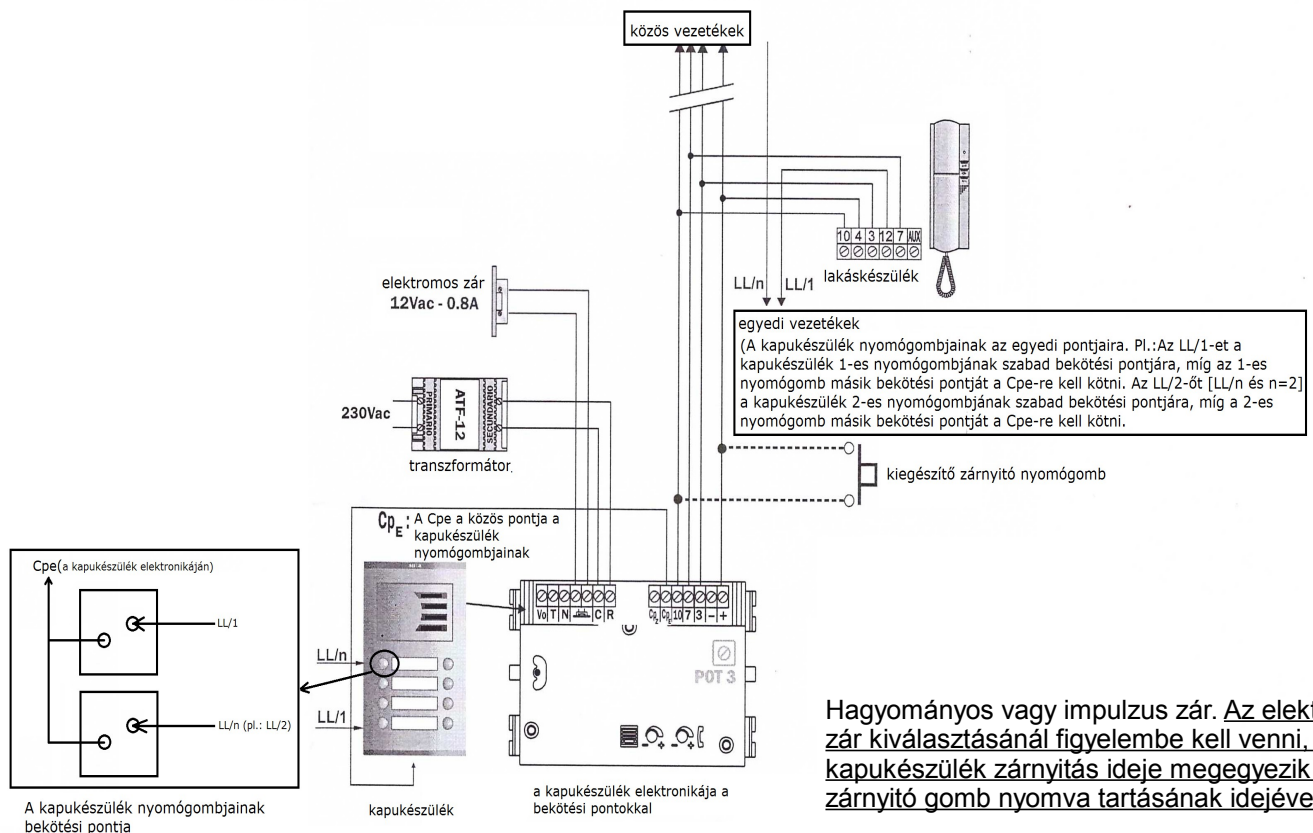 közös vezetékek
10 4 3 12 7 AUX
lakáskészülék
LL/n
LL/1
elektromos zár
12Vac - 0.8A
egyedi vezetékek
(A kapukészülék nyomógombjainak az egyedi pontjaira. Pl.:Az LL/1-et a
kapukészülék 1-es nyomógombjának szabad bekötési pontjára, míg az 1-es
nyomógomb másik bekötési pontját a Cpe-re kell kötni. Az LL/2-őt [LL/n és n=2]
a kapukészülék 2-es nyomógombjának szabad bekötési pontjára, míg a 2-es
nyomógomb másik bekötési pontját a Cpe-re kell kötni.
230Vac
PRIMARIO
ATF-12
SECUNDARIO
transzformátor
kiegészítő zárnyitó nyomógomb
CpE: A Cpe a közös pontja a
kapukészülék
nyomógombjainak
Cpe(a kapukészülék elektronikáján)
LL/1
LL/n (pl.: LL/2)
A kapukészülék nyomógombjainak
bekötési pontja
LL/n
LL/1
kapukészülék
Vo T N C R
CpE 10 7 3 - +
POT 3
- + - +
a kapukészülék elektronikája a
bekötési pontokkal
Hagyományos vagy impulzus zár. Az elekt
zár kiválasztásánál figyelembe kell venni,
kapukészülék zárnyitás ideje megegyezik
zárnyitó gomb nyomva tartásának idejéve